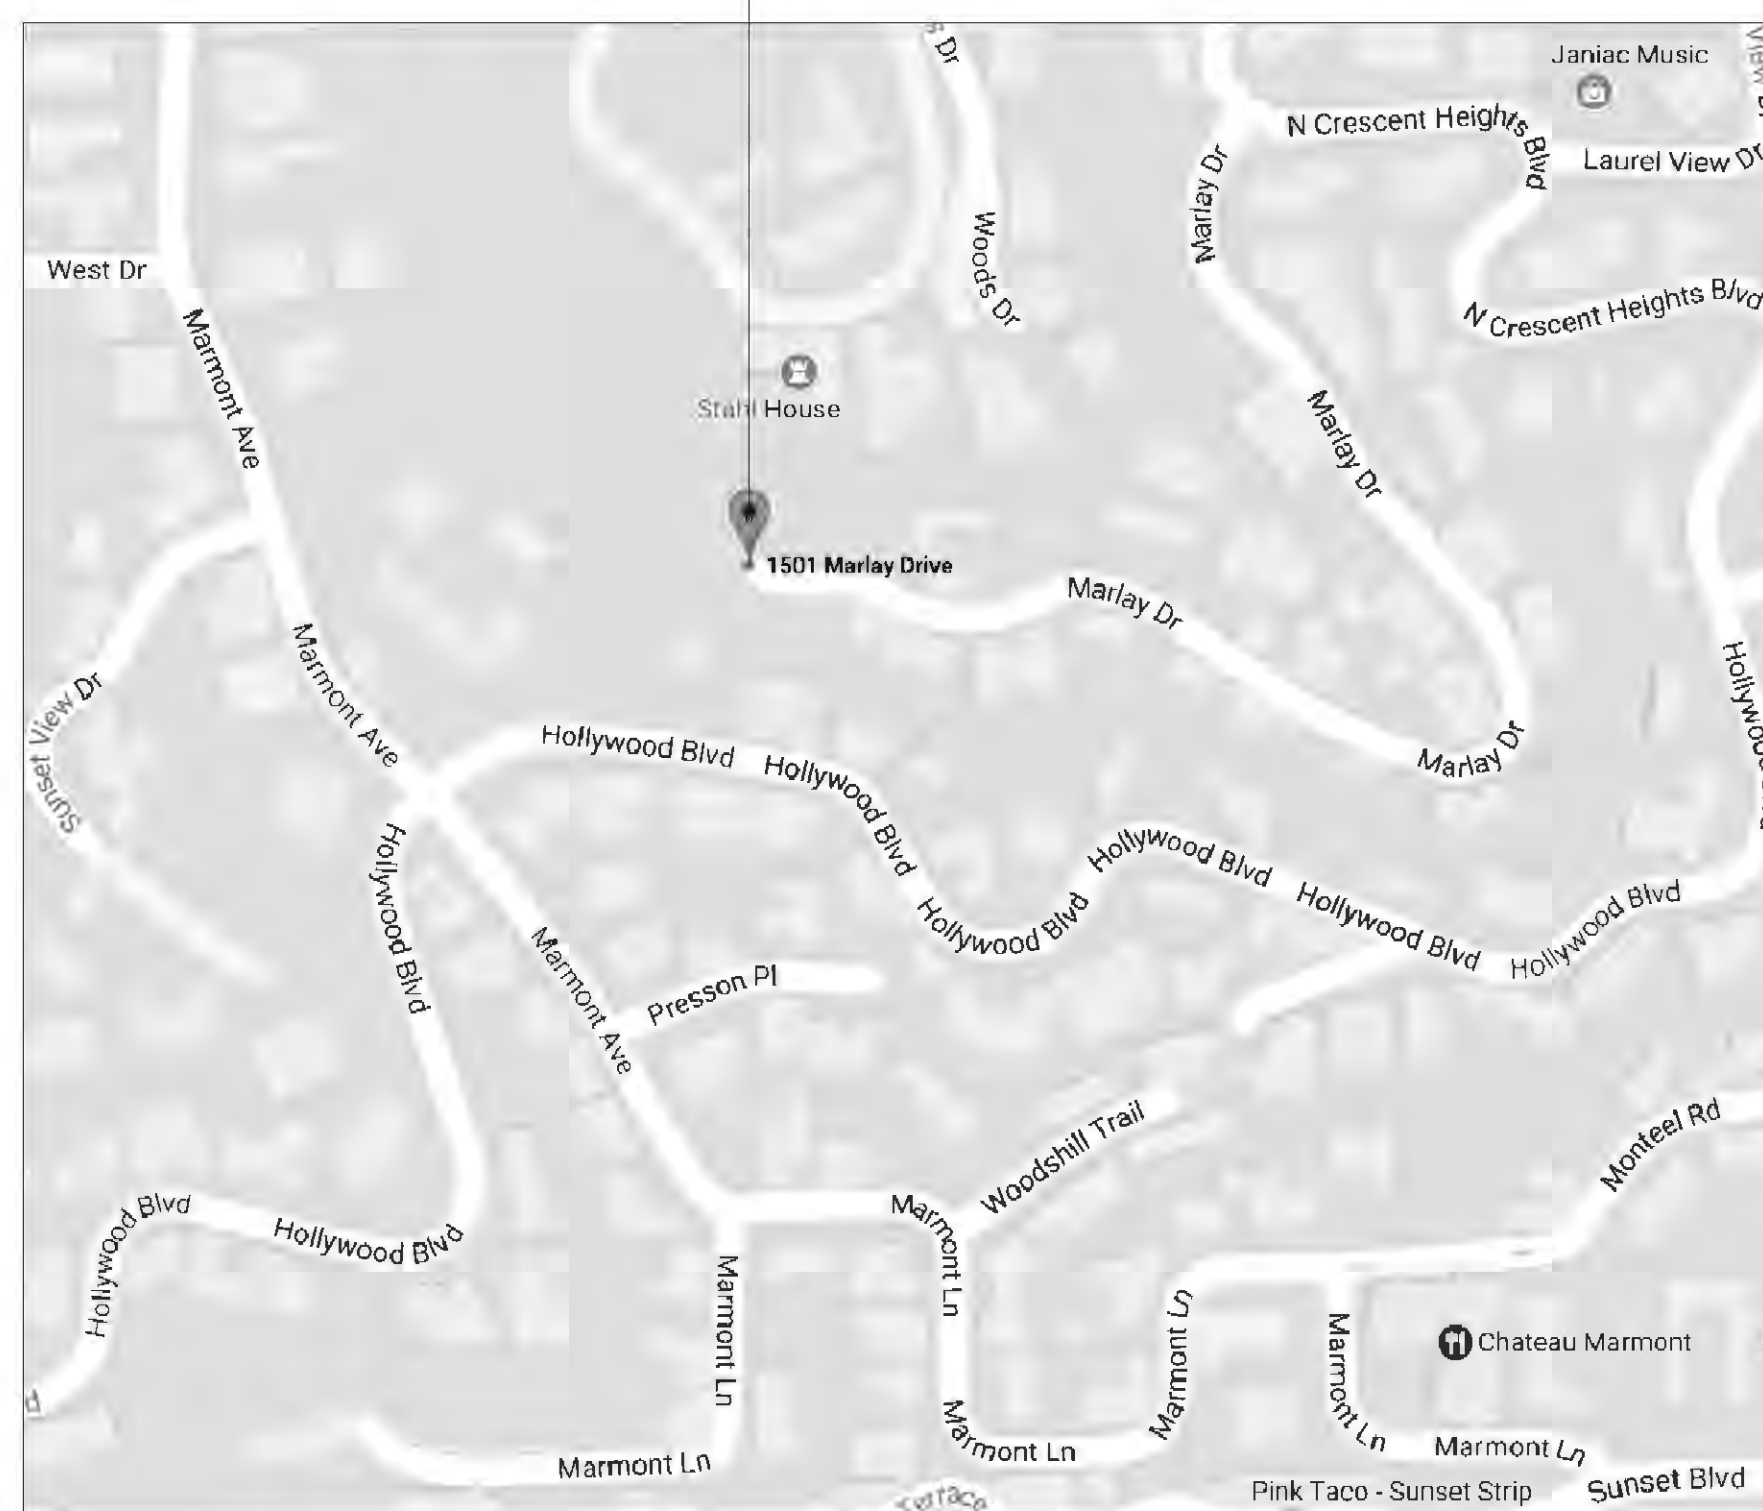 s Dr
Janiac Music
View Dr
N Crescent Heights Blvd
Laurel View Dr
Marlay Dr
Woods Dr
West Dr
N Crescent Heights Blvd
Marmont Ave
Stahl House
Marlay Dr
1501 Marlay Drive
Marlay Dr
Marmont Ave
Sunset View Dr
Hollywood Blvd
Hollywood Blvd
Marlay Dr
Hollywood Blvd
Hollywood Blvd
Hollywood Blvd
Hollywood Blvd
Hollywood Blvd
Hollywood Blvd
Marmont Ave
Presson Pl
Woodshill Trail
Monteel Rd
Hollywood Blvd
Hollywood Blvd
Marmont Ln
Marmont Ln
Marmont Ln
Marmont Ln
Chateau Marmont
d
Marmont Ln
Marmont Ln
Marmont Ln
Sunset Blvd
Pink Taco - Sunset Strip
Terrace